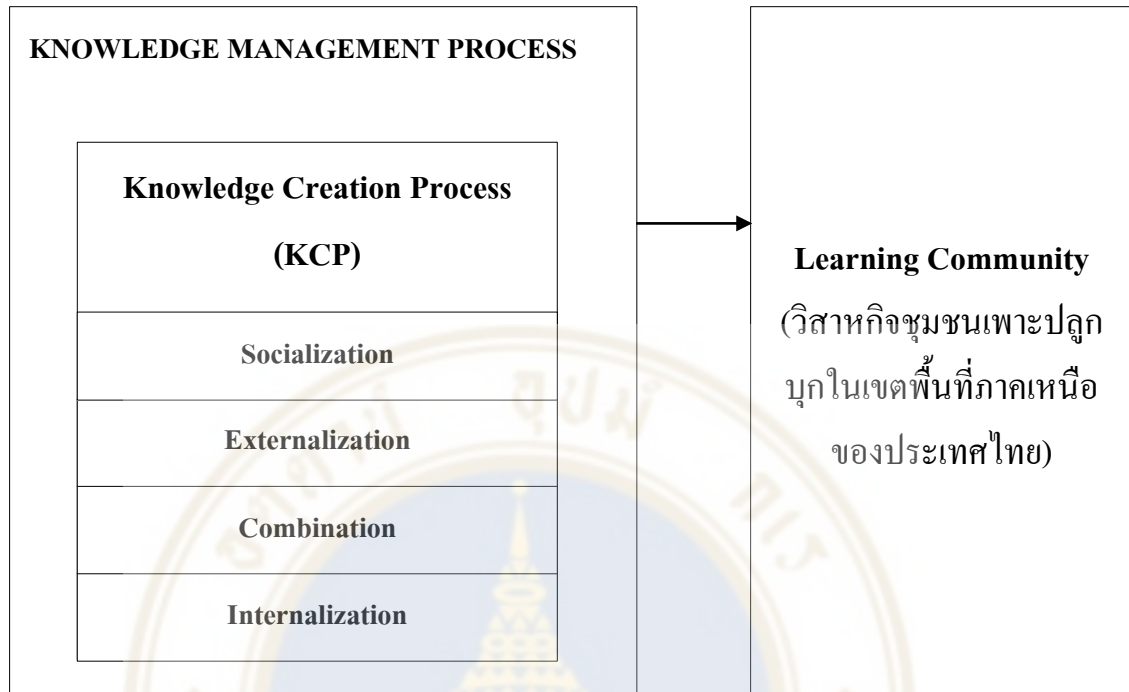 KNOWLEDGE MANAGEMENT PROCESS
Knowledge Creation Process
(KCP)
Socialization
Externalization
Combination
Internalization
Learning Community
(วิสาหกิจชุมชนเพาะปลูก
บุกในเขตพื้นที่ภาคเหนือ
ของประเทศไทย)